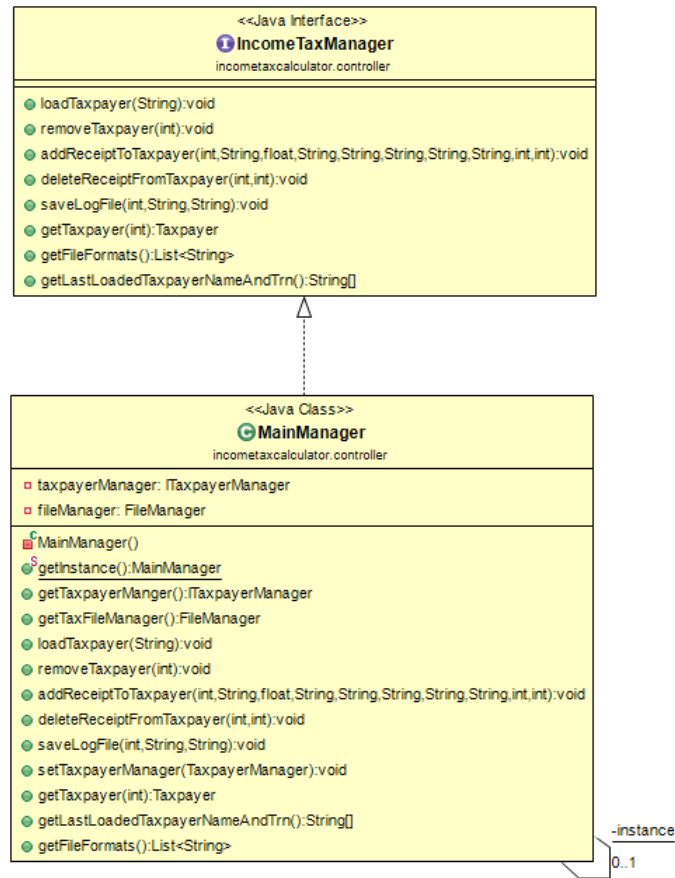 <<Java Interface>>
IncomeTaxManager
incometaxcalculator.controller
loadTaxpayer(String):void
removeTaxpayer(int):void
addReceiptToTaxpayer(int,String,float,String,String,String,String,String,int,int):void
deleteReceiptFromTaxpayer(int,int):void
saveLogFile(int,String,String):void
getTaxpayer(int):Taxpayer
getFileFormats():List<String>
getLastLoadedTaxpayerNameAndTrn():String[]
<<Java Class>>
MainManager
incometaxcalculator.controller
taxpayerManager: ITaxpayerManager
fileManager: FileManager
MainManager()
getInstance():MainManager
getTaxpayerManger():ITaxpayerManager
getTaxFileManager():FileManager
loadTaxpayer(String):void
removeTaxpayer(int):void
addReceiptToTaxpayer(int,String,float,String,String,String,String,String,int,int):void
deleteReceiptFromTaxpayer(int,int):void
saveLogFile(int,String,String):void
setTaxpayerManager(TaxpayerManager):void
getTaxpayer(int):Taxpayer
getLastLoadedTaxpayerNameAndTrn():String[]
getFileFormats():List<String>
-instance
0..1